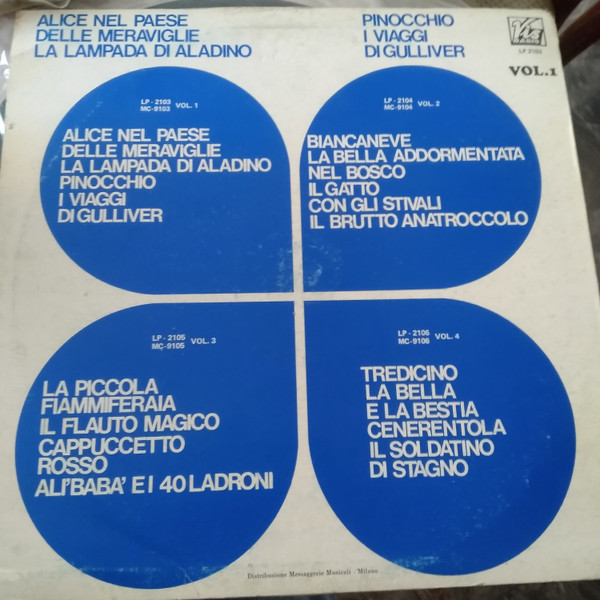 ALICE NEL PAESE
DELLE MERAVIGLIE
LA LAMPADA DI ALADINO
PINOCCHIO
I VIAGGI
DI GULLIVER
LP 2103
VOL.1
LP - 2103
MC-9103 VOL. 1
ALICE NEL PAESE
DELLE MERAVIGLIE
LA LAMPADA DI ALADINO
PINOCCHIO
I VIAGGI
DI GULLIVER
LP - 2104
MC-9104 VOL. 2
BIANCANEVE
LA BELLA ADDORMENTATA
NEL BOSCO
IL GATTO
CON GLI STIVALI
IL BRUTTO ANATROCCOLO
LP - 2105
MC-9105 VOL. 3
LA PICCOLA
FIAMMIFERAIA
IL FLAUTO MAGICO
CAPPUCCETTO
ROSSO
ALI'BABA' E I 40 LADRONI
LP - 2106
MC-9106 VOL. 4
TREDICINO
LA BELLA
E LA BESTIA
CENERENTOLA
IL SOLDATINO
DI STAGNO
Distribuzione Messaggerie Musicali / Milano